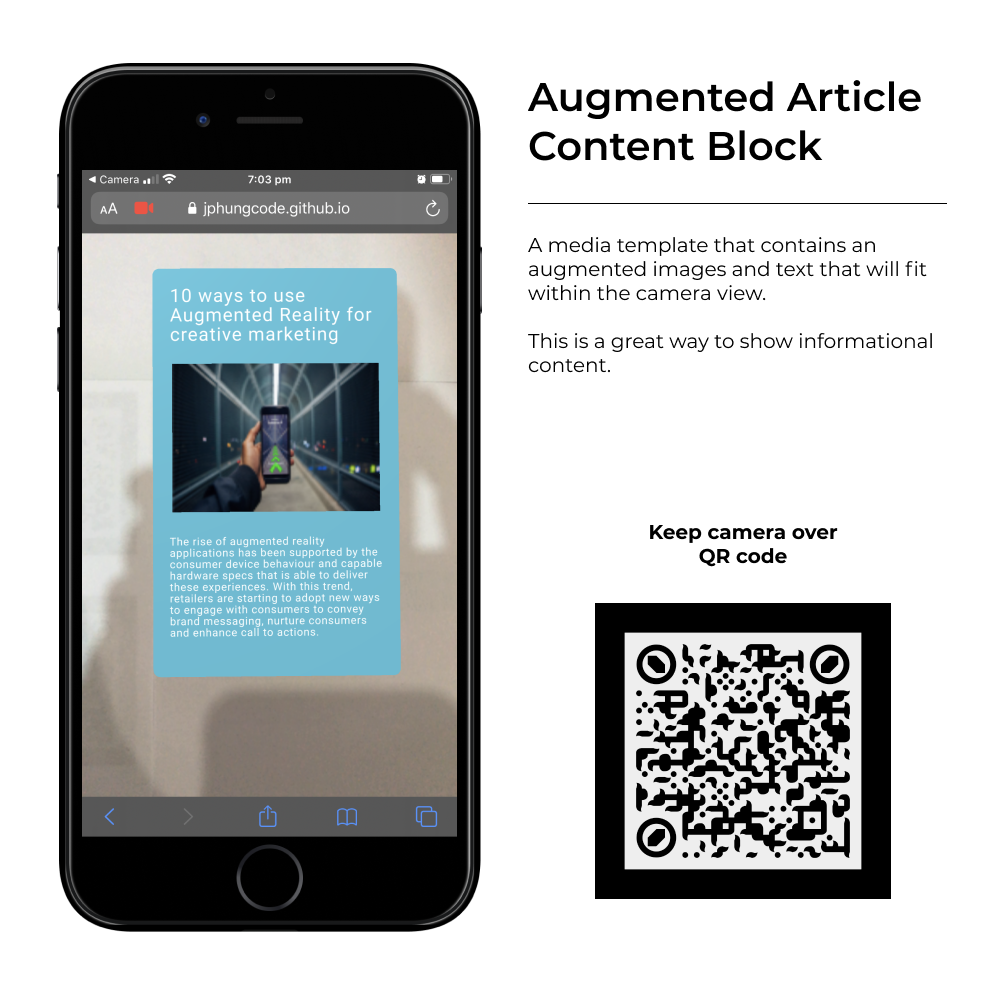 Camera
7:03 pm
AA
jphungcode.github.io
10 ways to use
Augmented Reality for
creative marketing
The rise of augmented reality
applications has been supported by the
consumer device behaviour and capable
hardware specs that is able to deliver
these experiences. With this trend,
retailers are starting to adopt new ways
to engage with consumers to convey
brand messaging, nurture consumers
and enhance call to actions.
Augmented Article
Content Block
A media template that contains an
augmented images and text that will fit
within the camera view.
This is a great way to show informational
content.
Keep camera over
QR code